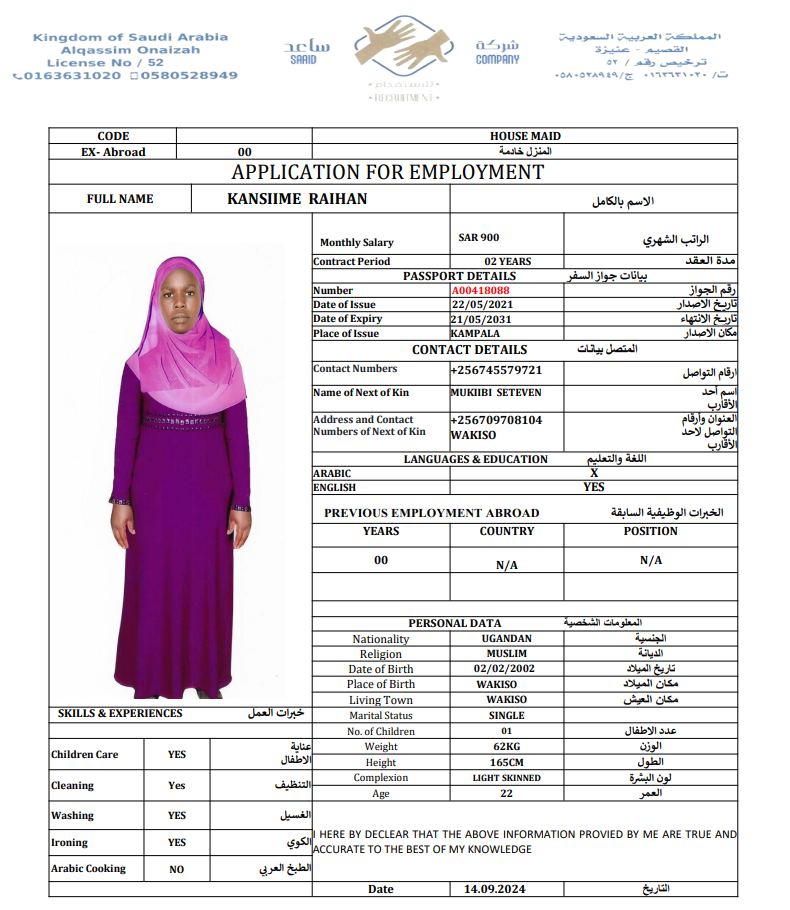 Kingdom of Saudi Arabia
Alqassim Onaizah
License No / 52
0163631020 0580528949
ساعد
SAAID
شركة
COMPANY
للاستقدام
RECRUITMENT
المملكة العربية السعودية
القصيم - عنيزة
ترخيص رقم / ٥٢
ت/ ٠١٦٣٦٣١٠٢٠ ج/٠٥٨٠٥٢٨٩٤٩
CODE HOUSE MAID
EX- Abroad 00 المنزل خادمة
APPLICATION FOR EMPLOYMENT
FULL NAME KANSIIME RAIHAN الاسم بالكامل
Monthly Salary SAR 900 الراتب الشهري
Contract Period 02 YEARS مدة العقد
PASSPORT DETAILS بيانات جواز السفر
Number A00418088 رقم الجواز
Date of Issue 22/05/2021 تاريخ الاصدار
Date of Expiry 21/05/2031 تاريخ الانتهاء
Place of Issue KAMPALA مكان الاصدار
CONTACT DETAILS المتصل بيانات
Contact Numbers +256745579721 ارقام التواصل
Name of Next of Kin MUKIIBI SETEVEN اسم أحد
الأقارب
Address and Contact +256709708104 العنوان وأرقام
Numbers of Next of Kin WAKISO التواصل لاحد
الأقارب
LANGUAGES & EDUCATION اللغة والتعليم
ARABIC X
ENGLISH YES
PREVIOUS EMPLOYMENT ABROAD الخبرات الوظيفية السابقة
YEARS COUNTRY POSITION
00 N/A N/A
PERSONAL DATA المعلومات الشخصية
Nationality UGANDAN الجنسية
Religion MUSLIM الديانة
Date of Birth 02/02/2002 تاريخ الميلاد
Place of Birth WAKISO مكان الميلاد
Living Town WAKISO مكان العيش
Marital Status SINGLE
No. of Children 01 عدد الاطفال
Weight 62KG الوزن
Height 165CM الطول
Complexion LIGHT SKINNED لون البشرة
Age 22 العمر
SKILLS & EXPERIENCES خبرات العمل
Children Care YES عناية
الاطفال
Cleaning Yes التنظيف
Washing YES الغسيل
Ironing YES الكوي
Arabic Cooking NO الطبخ العربي
I HERE BY DECLEAR THAT THE ABOVE INFORMATION PROVIED BY ME ARE TRUE AND
ACCURATE TO THE BEST OF MY KNOWLEDGE
Date 14.09.2024 التاريخ